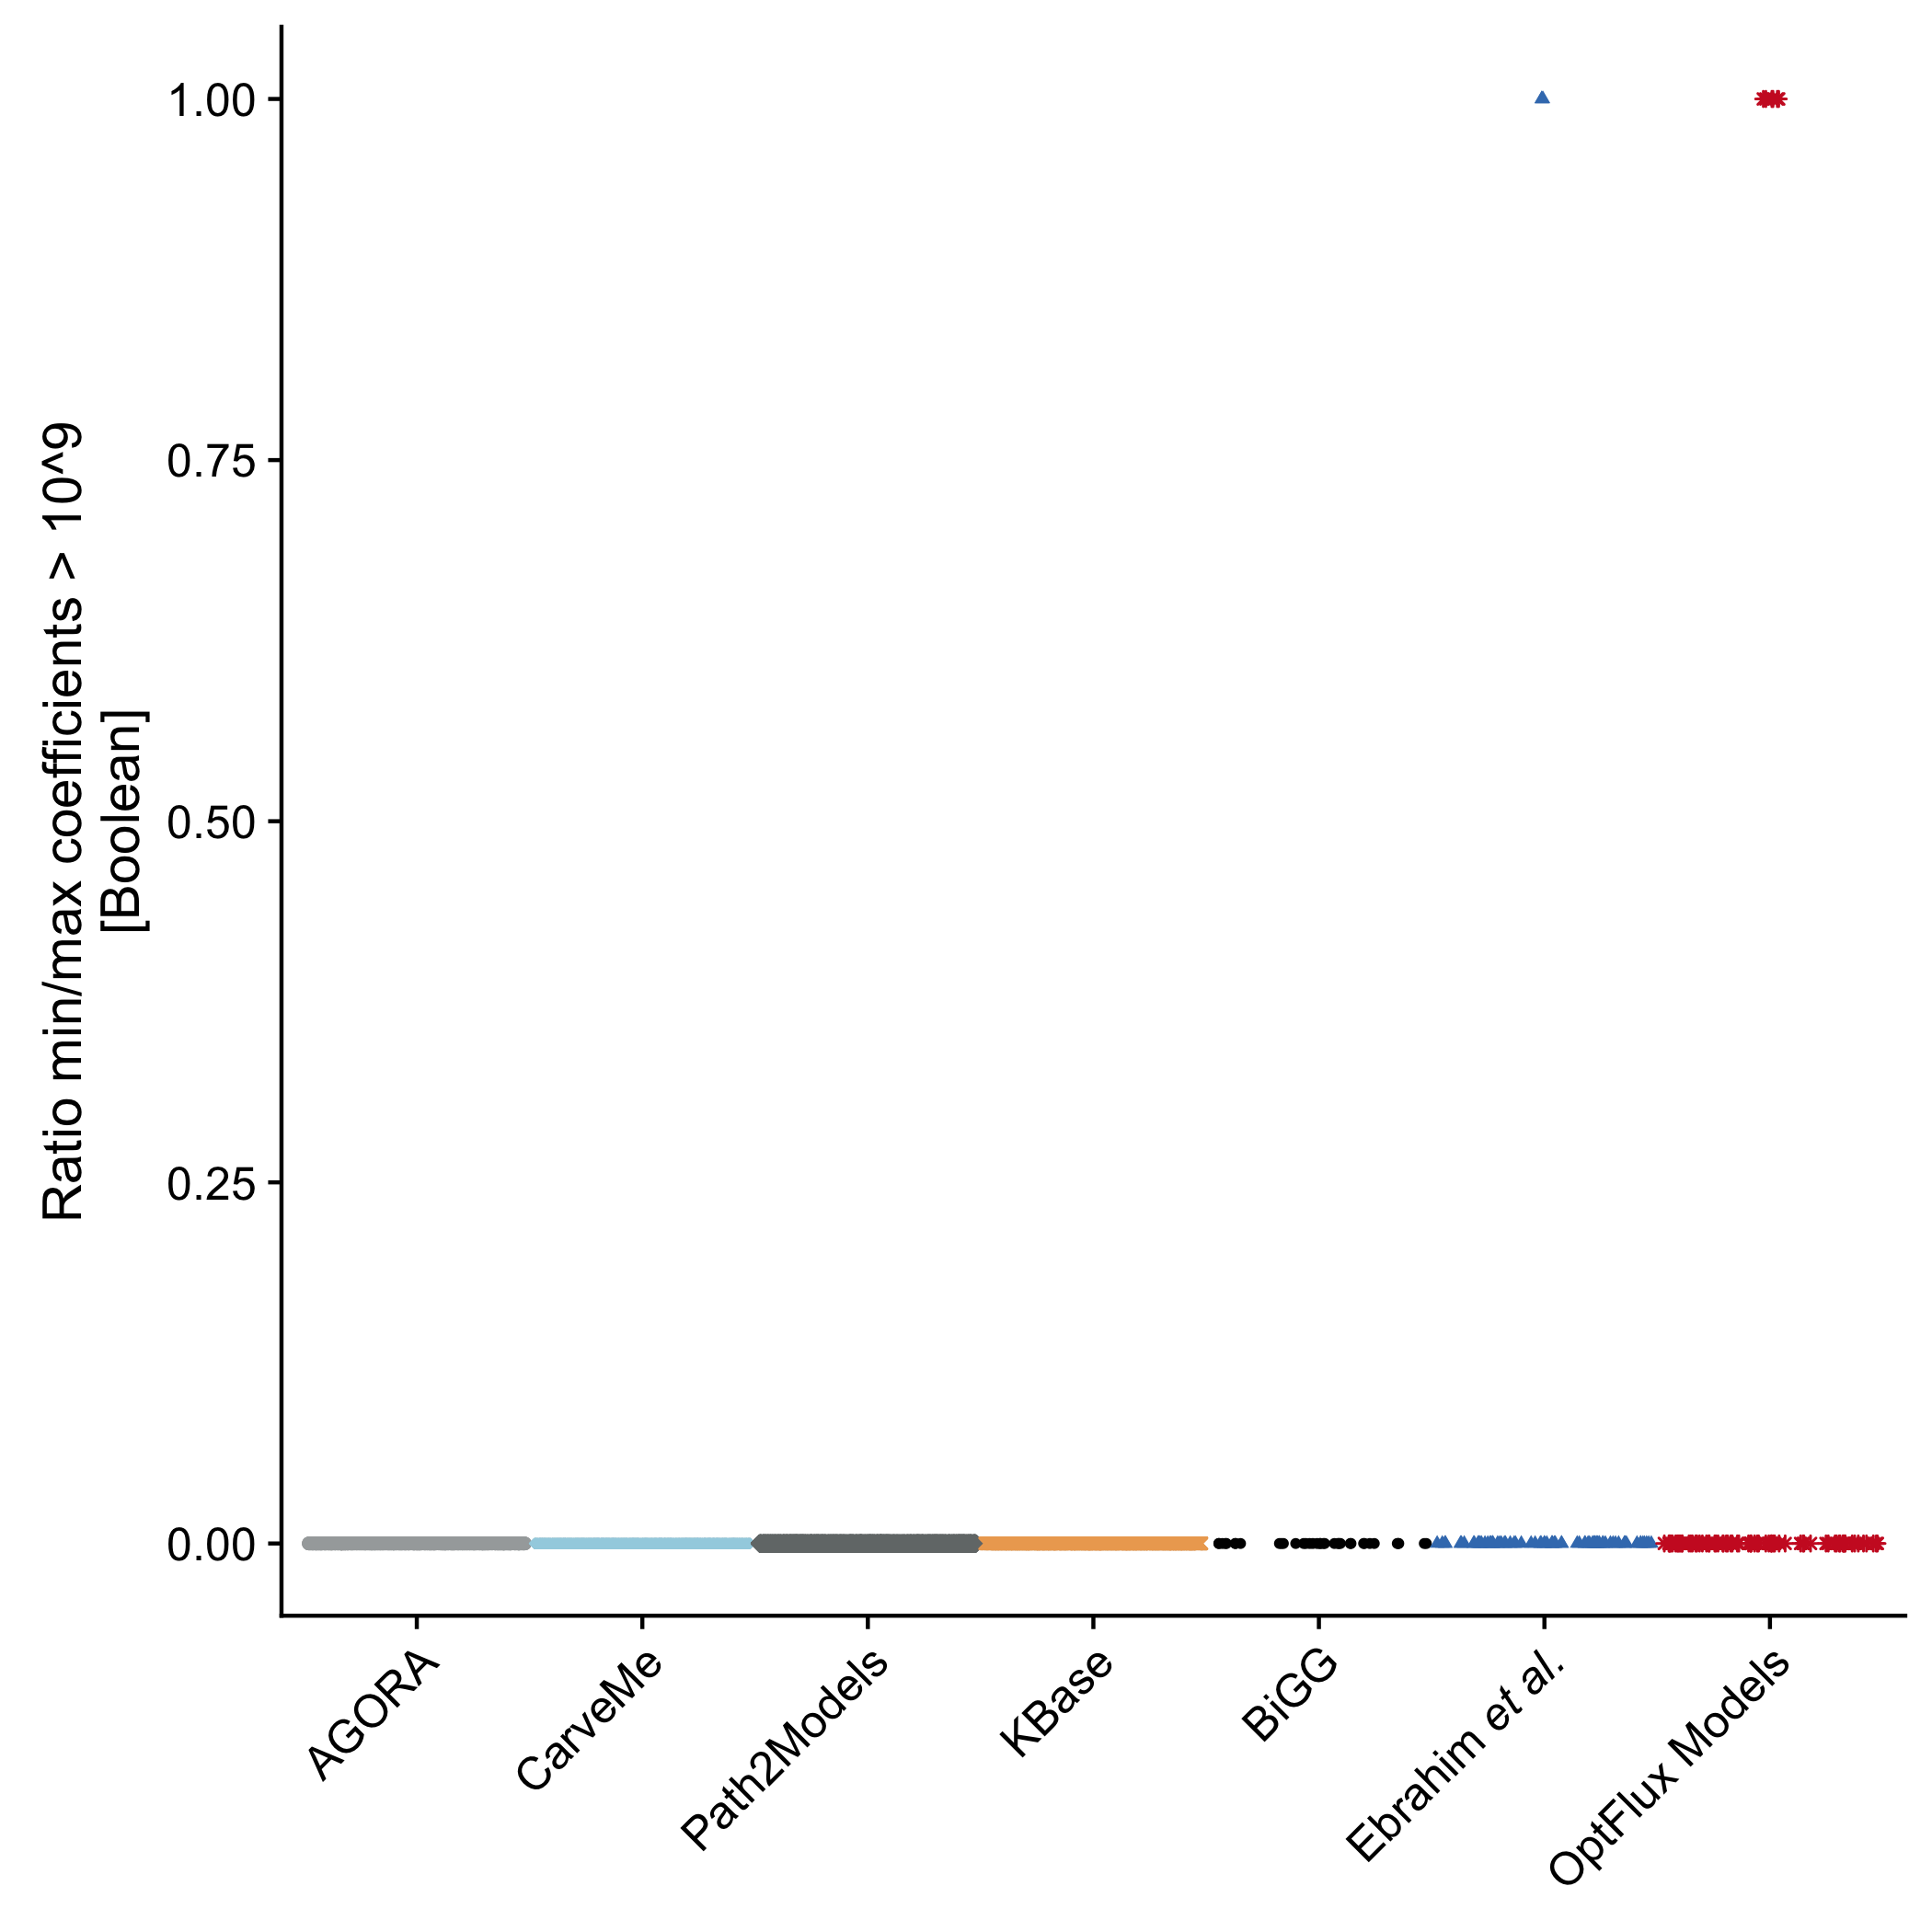 Ratio min/max coefficients > 10^9
[Boolean]
1.00
0.75
0.50
0.25
0.00
AGORA
CarveMe
Path2Models
KBase
BiGG
Ebrahim et al.
OptFlux Models